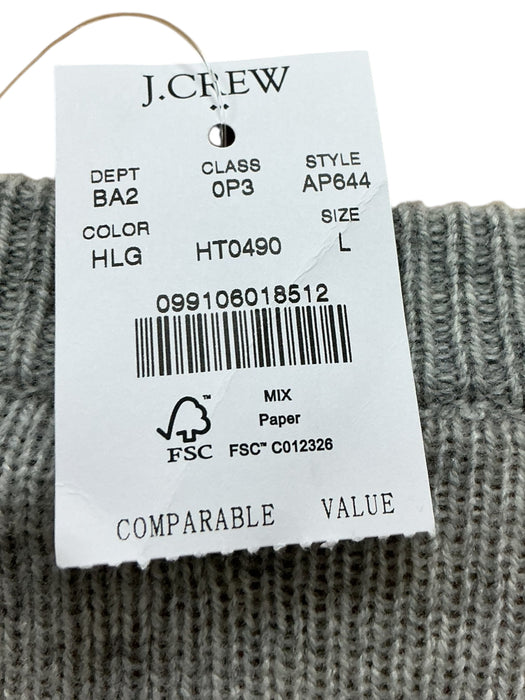 J.CREW
DEPT CLASS STYLE
BA2 0P3 AP644
COLOR SIZE
HLG HT0490 L
099106018512
MIX
Paper
FSC FSC™ C012326
COMPARABLE VALUE